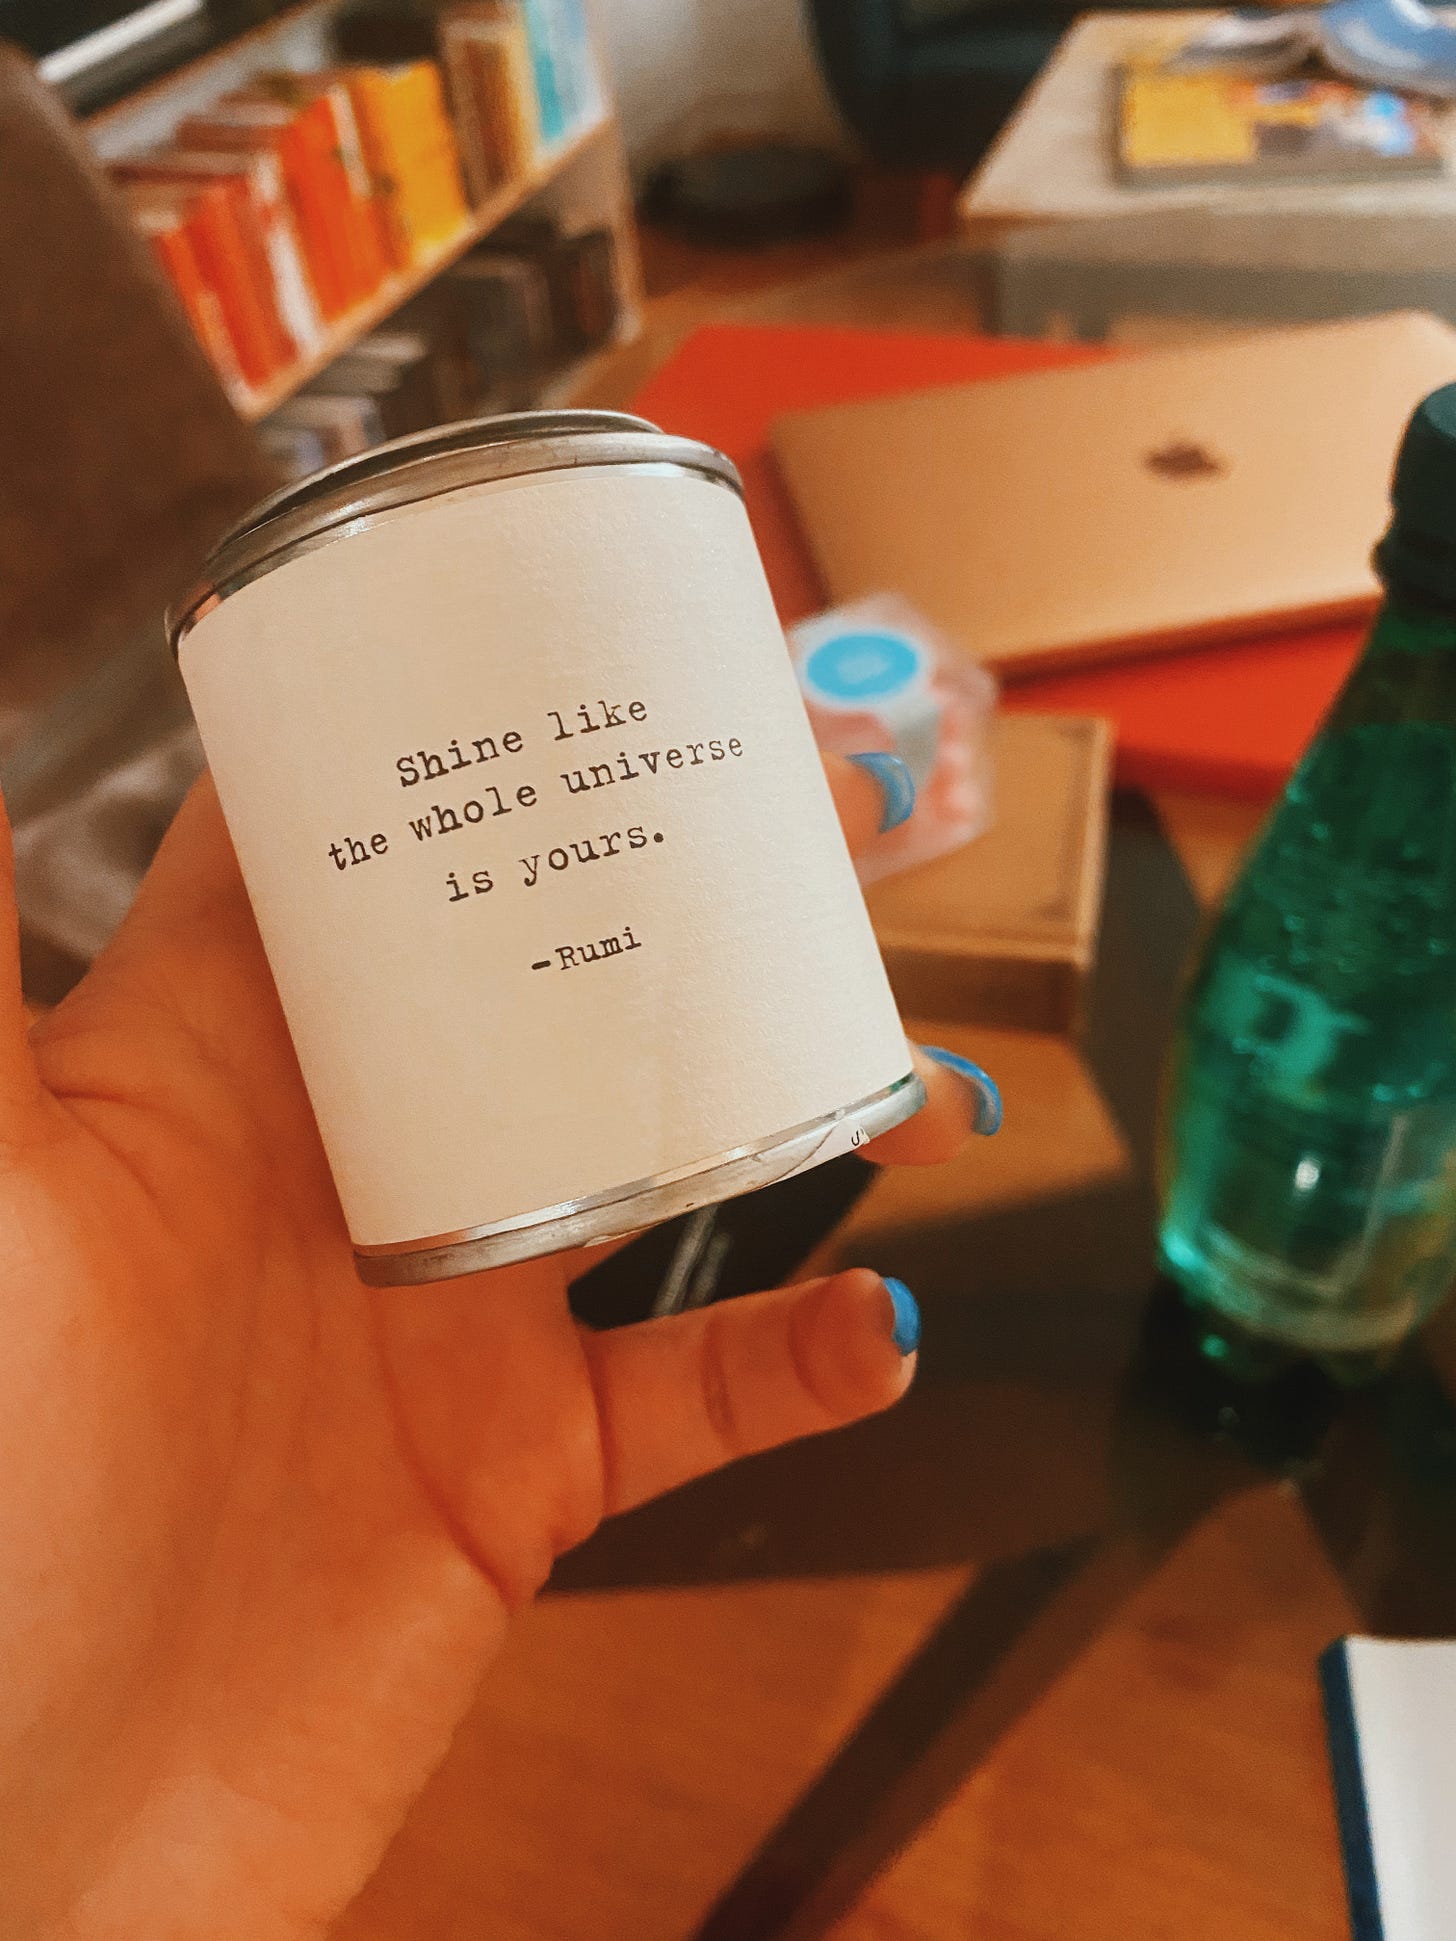 Shine like
the whole universe
is yours.
-Rumi